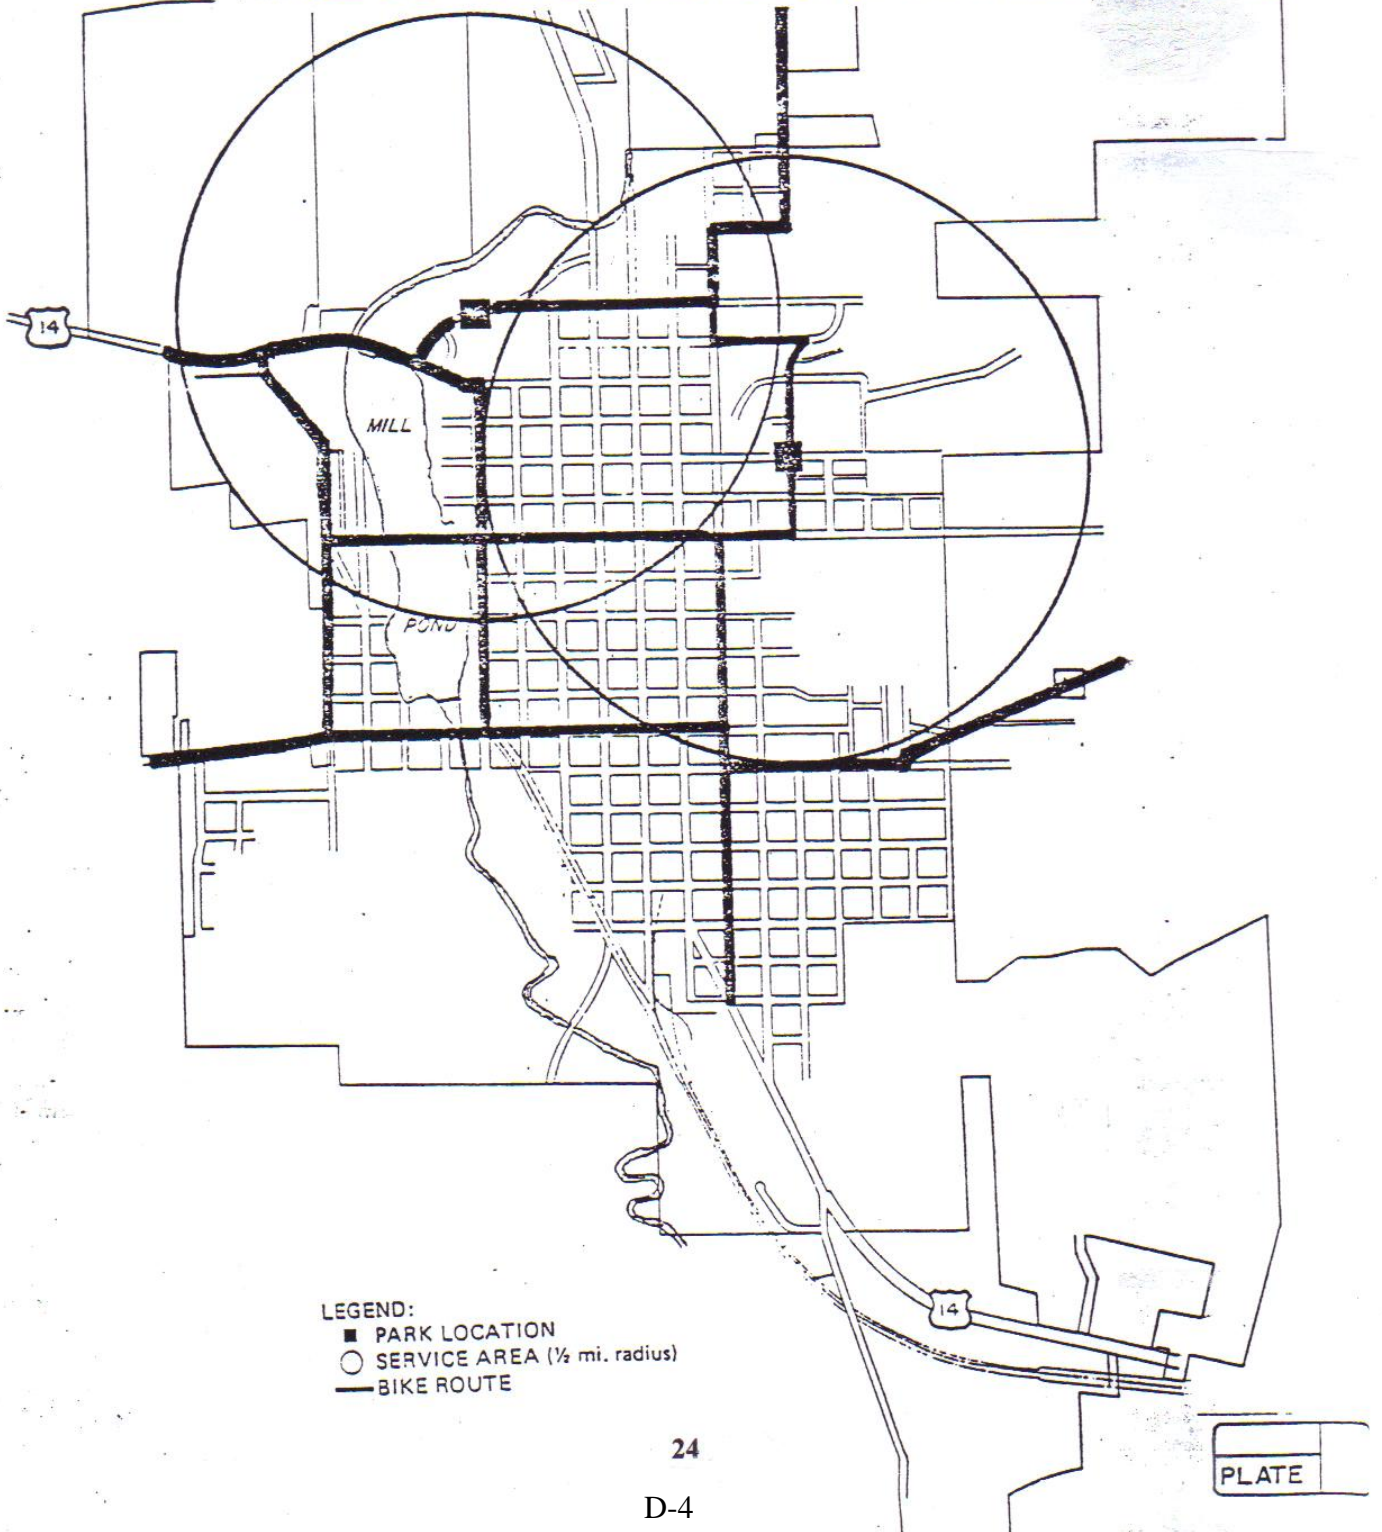 14
MILL
POND
14
LEGEND:
PARK LOCATION
SERVICE AREA (½ mi. radius)
BIKE ROUTE
24
PLATE
D-4